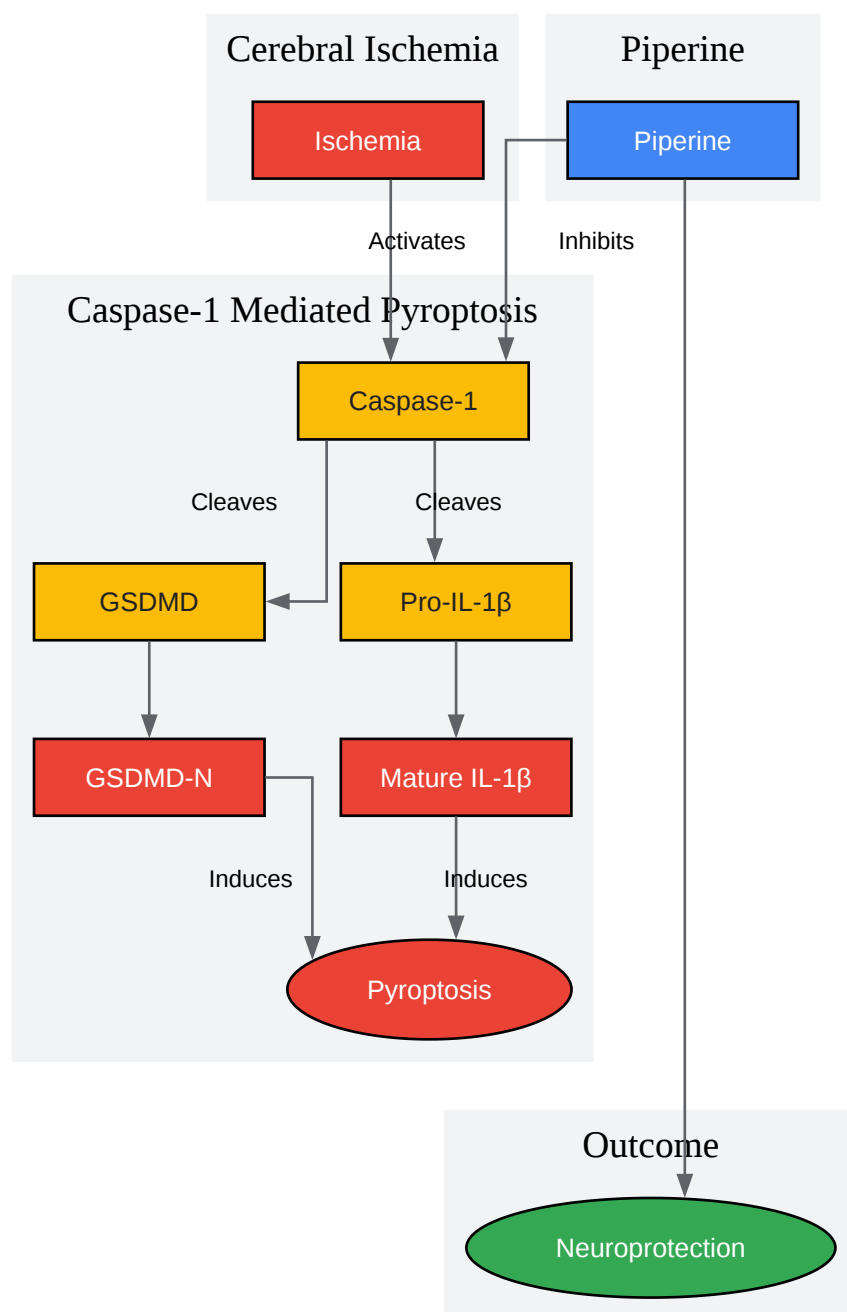 Cerebral Ischemia
Piperine
Ischemia
Piperine
Activates
Inhibits
Caspase-1 Mediated Pyroptosis
Caspase-1
Cleaves
Cleaves
GSDMD
Pro-IL-1β
GSDMD-N
Mature IL-1β
Induces
Induces
Pyroptosis
Outcome
Neuroprotection